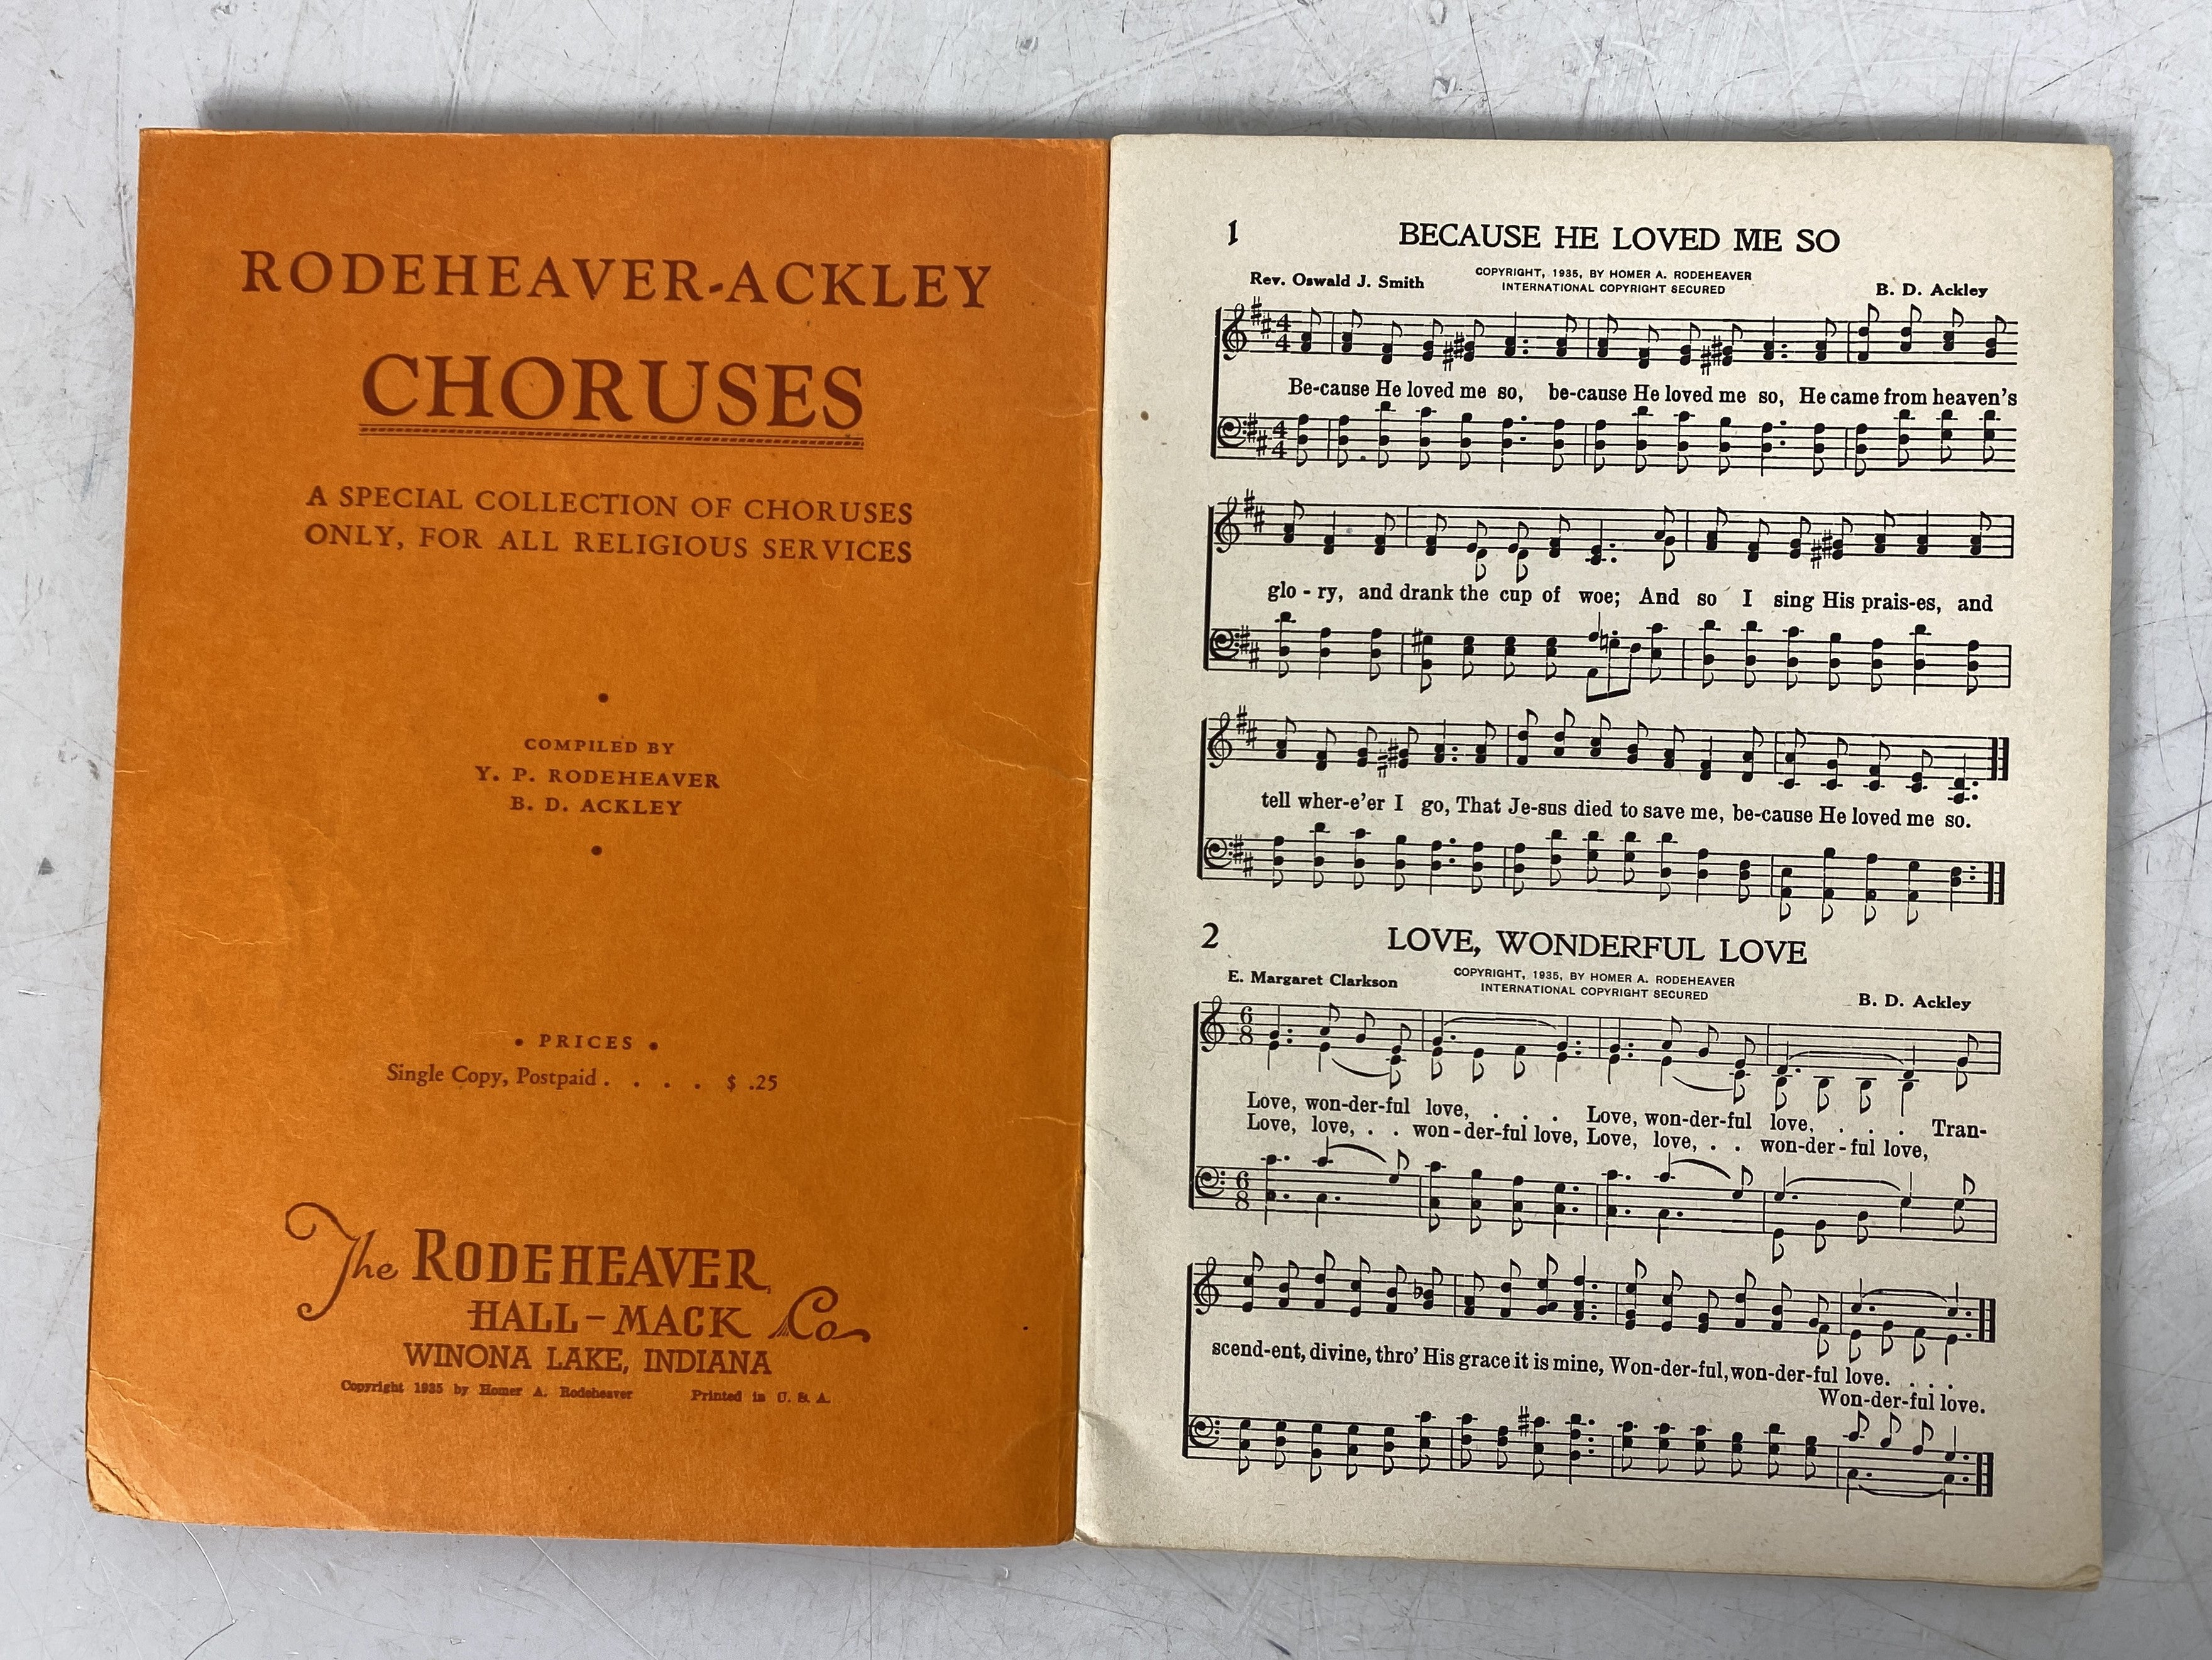 RODEHEAVER-ACKLEY
CHORUSES
A SPECIAL COLLECTION OF CHORUSES
ONLY, FOR ALL RELIGIOUS SERVICES
COMPILED BY
Y. P. RODEHEAVER
B. D. ACKLEY
• PRICES •
Single Copy, Postpaid . . . . $ .25
The RODEHEAVER,
HALL-MACK Co.
WINONA LAKE, INDIANA
Copyright 1935 by Homer A. Rodeheaver Printed in U. S. A.
1 BECAUSE HE LOVED ME SO
COPYRIGHT, 1935, BY HOMER A. RODEHEAVER
INTERNATIONAL COPYRIGHT SECURED
Rev. Oswald J. Smith B. D. Ackley
4
4
Be-cause He loved me so, be-cause He loved me so, He came from heaven's
4
4
glo - ry, and drank the cup of woe; And so I sing His prais-es, and
tell wher-e'er I go, That Je-sus died to save me, be-cause He loved me so.
2 LOVE, WONDERFUL LOVE
COPYRIGHT, 1935, BY HOMER A. RODEHEAVER
INTERNATIONAL COPYRIGHT SECURED
E. Margaret Clarkson B. D. Ackley
6
8
Love, won-der-ful love, . . . Love, won-der-ful love, . . . Tran-
Love, love, . . won-der-ful love, Love, love, . . won-der-ful love,
6
8
scend-ent, divine, thro' His grace it is mine, Won-der-ful, won-der-ful love. . . .
Won-der-ful love.